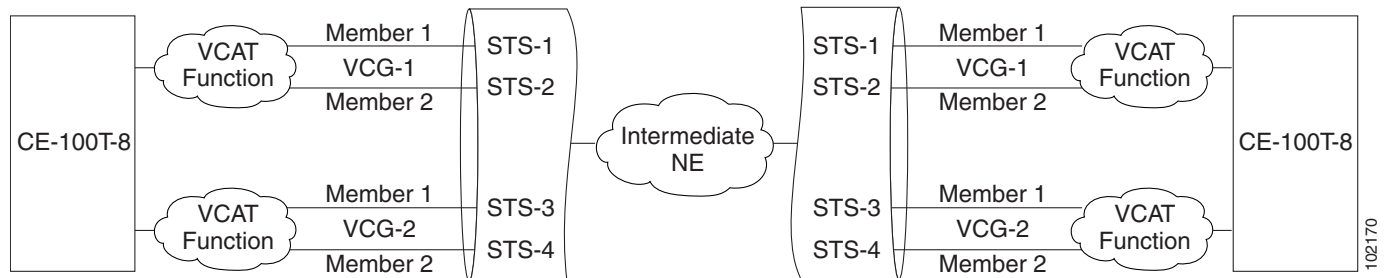 CE-100T-8
VCAT
Function
Member 1
VCG-1
Member 2
STS-1
STS-2
VCAT
Function
Member 1
VCG-2
Member 2
STS-3
STS-4
Intermediate
NE
STS-1
STS-2
Member 1
VCG-1
Member 2
VCAT
Function
STS-3
STS-4
Member 1
VCG-2
Member 2
VCAT
Function
CE-100T-8
102170